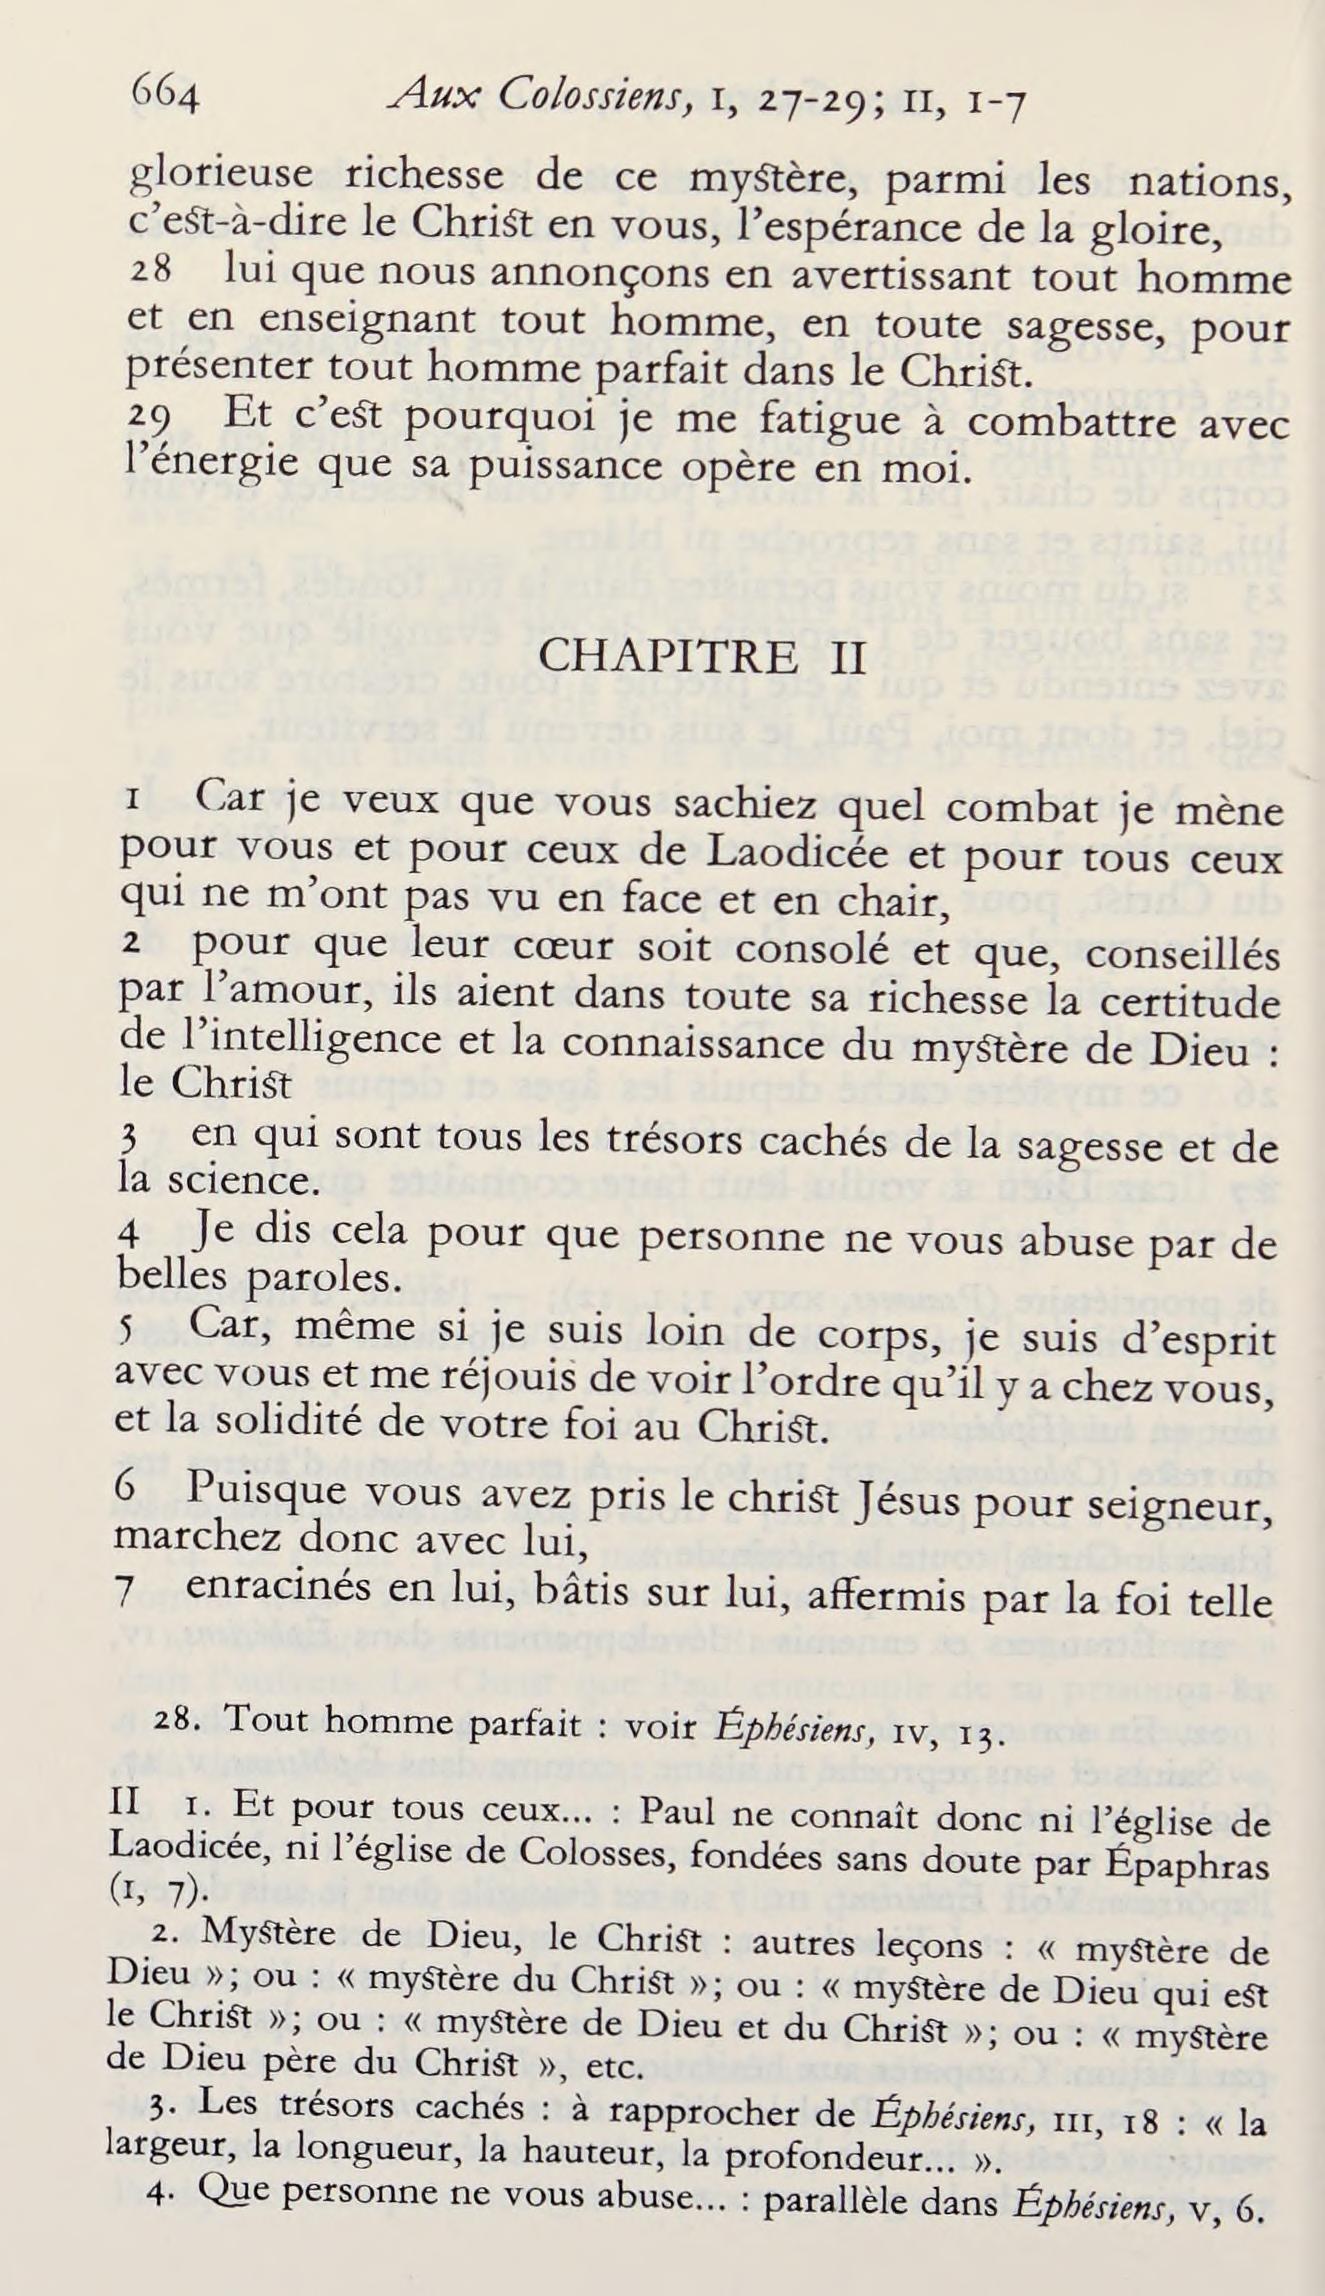 664 Aux Colossiens, I, 27-29; II, 1-7
glorieuse richesse de ce mystère, parmi les nations,
c’est-à-dire le Christ en vous, l’espérance de la gloire,
28 lui que nous annonçons en avertissant tout homme
et en enseignant tout homme, en toute sagesse, pour
présenter tout homme parfait dans le Christ.
29 Et c’est pourquoi je me fatigue à combattre avec
l’énergie que sa puissance opère en moi.
CHAPITRE II
1 Car je veux que vous sachiez quel combat je mène
pour vous et pour ceux de Laodicée et pour tous ceux
qui ne m’ont pas vu en face et en chair,
2 pour que leur cœur soit consolé et que, conseillés
par l’amour, ils aient dans toute sa richesse la certitude
de l’intelligence et la connaissance du mystère de Dieu :
le Christ
3 en qui sont tous les trésors cachés de la sagesse et de
la science.
4 Je dis cela pour que personne ne vous abuse par de
belles paroles.
5 Car, même si je suis loin de corps, je suis d’esprit
avec vous et me réjouis de voir l’ordre qu’il y a chez vous,
et la solidité de votre foi au Christ.
6 Puisque vous avez pris le christ Jésus pour seigneur,
marchez donc avec lui,
7 enracinés en lui, bâtis sur lui, affermis par la foi telle
28. Tout homme parfait : voir Éphésiens, IV, 13.
II 1. Et pour tous ceux... : Paul ne connaît donc ni l’église de
Laodicée, ni l’église de Colosses, fondées sans doute par Épaphras
(I, 7).
2. Mystère de Dieu, le Christ : autres leçons : « mystère de
Dieu »; ou : « mystère du Christ »; ou : « mystère de Dieu qui est
le Christ »; ou : « mystère de Dieu et du Christ »; ou : « mystère
de Dieu père du Christ », etc.
3. Les trésors cachés : à rapprocher de Éphésiens, III, 18 : « la
largeur, la longueur, la hauteur, la profondeur... ».
4. Que personne ne vous abuse... : parallèle dans Éphésiens, V, 6.